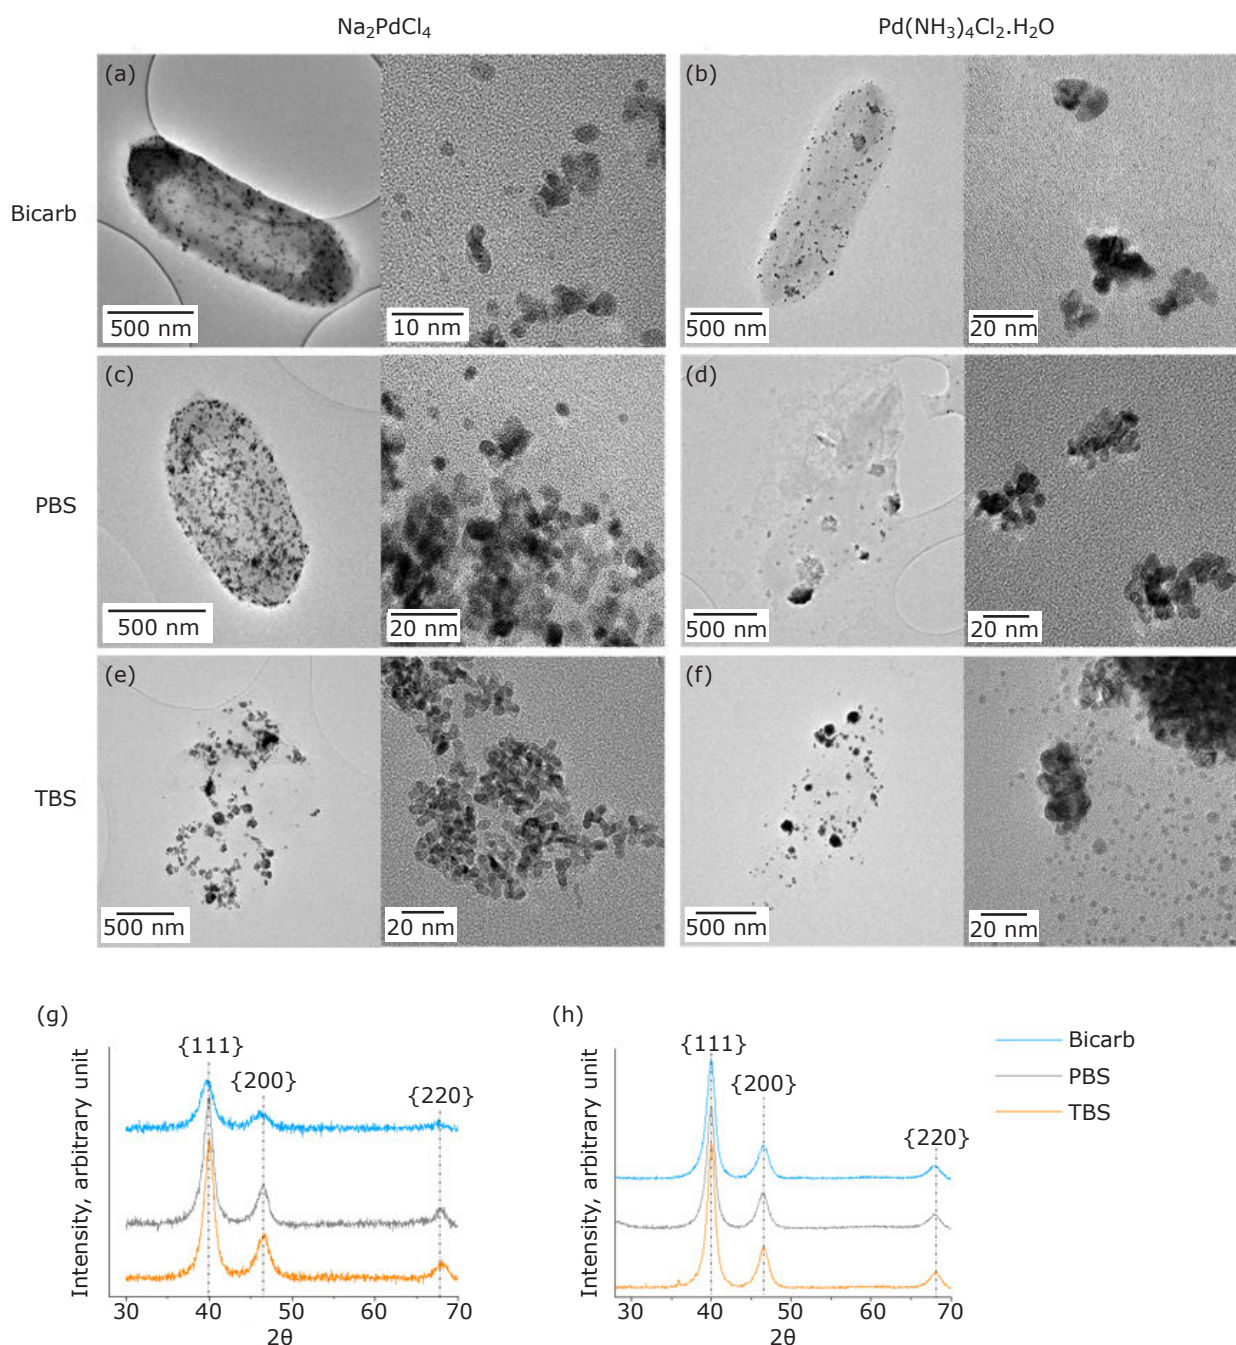 Na₂PdCl₄ Pd(NH₃)₄Cl₂.H₂O
(a) (b)
Bicarb
500 nm 10 nm 500 nm 20 nm
(c) (d)
PBS
500 nm 20 nm 500 nm 20 nm
(e) (f)
TBS
500 nm 20 nm 500 nm 20 nm
(g)
{111}
{200}
{220}
Intensity, arbitrary unit
30 40 50 60 70
2θ
(h)
{111}
{200}
{220}
Intensity, arbitrary unit
30 40 50 60 70
2θ
Bicarb
PBS
TBS